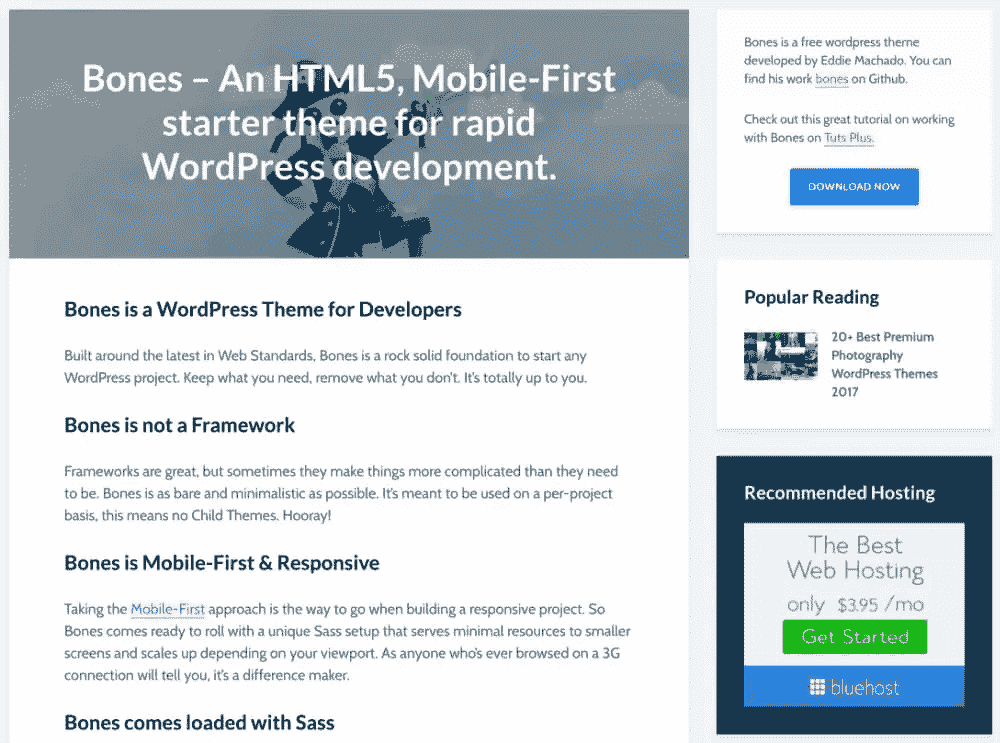 Bones – An HTML5, Mobile-First
starter theme for rapid
WordPress development.
Bones is a WordPress Theme for Developers
Built around the latest in Web Standards, Bones is a rock solid foundation to start any
WordPress project. Keep what you need, remove what you don't. It's totally up to you.
Bones is not a Framework
Frameworks are great, but sometimes they make things more complicated than they need
to be. Bones is as bare and minimalistic as possible. It's meant to be used on a per-project
basis, this means no Child Themes. Hooray!
Bones is Mobile-First & Responsive
Taking the Mobile-First approach is the way to go when building a responsive project. So
Bones comes ready to roll with a unique Sass setup that serves minimal resources to smaller
screens and scales up depending on your viewport. As anyone who's ever browsed on a 3G
connection will tell you, it's a difference maker.
Bones comes loaded with Sass
Bones is a free wordpress theme
developed by Eddie Machado. You can
find his work bones on Github.
Check out this great tutorial on working
with Bones on Tuts Plus.
DOWNLOAD NOW
Popular Reading
20+ Best Premium
Photography
WordPress Themes
2017
Recommended Hosting
The Best
Web Hosting
only $3.95 /mo
Get Started
bluehost